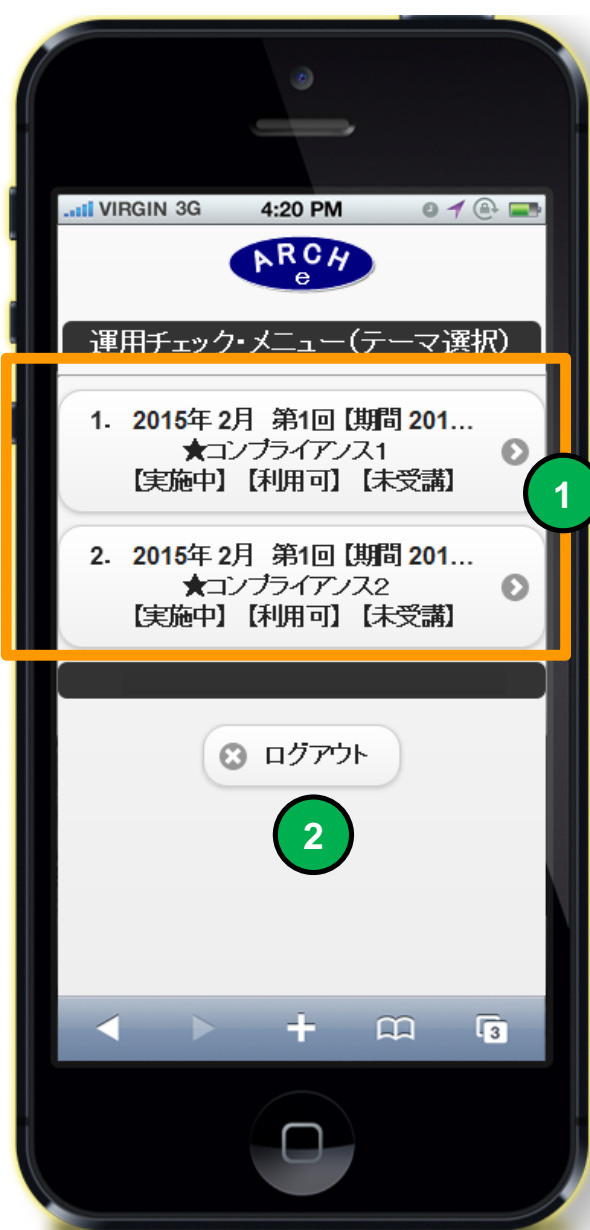 VIRGIN 3G 4:20 PM
ARCH
e
運用チェック・メニュー(テーマ選択)
1. 2015年 2月 第1回【期間 201...
★コンプライアンス1
【実施中】【利用可】【未受講】
1
2. 2015年 2月 第1回【期間 201...
★コンプライアンス2
【実施中】【利用可】【未受講】
ログアウト
2
3